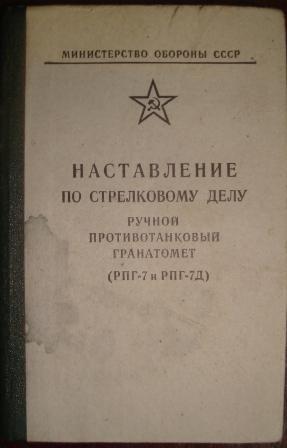 МИНИСТЕРСТВО ОБОРОНЫ СССР
НАСТАВЛЕНИЕ
ПО СТРЕЛКОВОМУ ДЕЛУ
РУЧНОЙ
ПРОТИВОТАНКОВЫЙ
ГРАНАТОМЕТ
(РПГ-7 и РПГ-7Д)